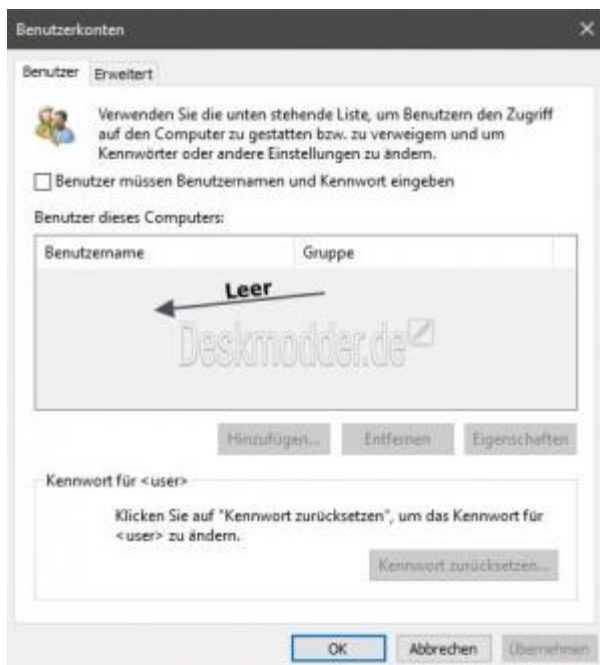 Benutzerkonten
Benutzer Erweitert
Verwenden Sie die unten stehende Liste, um Benutzern den Zugriff
auf den Computer zu gestatten bzw. zu verweigern und um
Kennwörter oder andere Einstellungen zu ändern.
Benutzer müssen Benutzernamen und Kennwort eingeben
Benutzer dieses Computers:
Benutzername Gruppe
Leer
Deskmodder.de
Hinzufügen... Entfernen Eigenschaften
Kennwort für <user>
Klicken Sie auf "Kennwort zurücksetzen", um das Kennwort für
<user> zu ändern.
Kennwort zurücksetzen...
OK Abbrechen Übernehmen